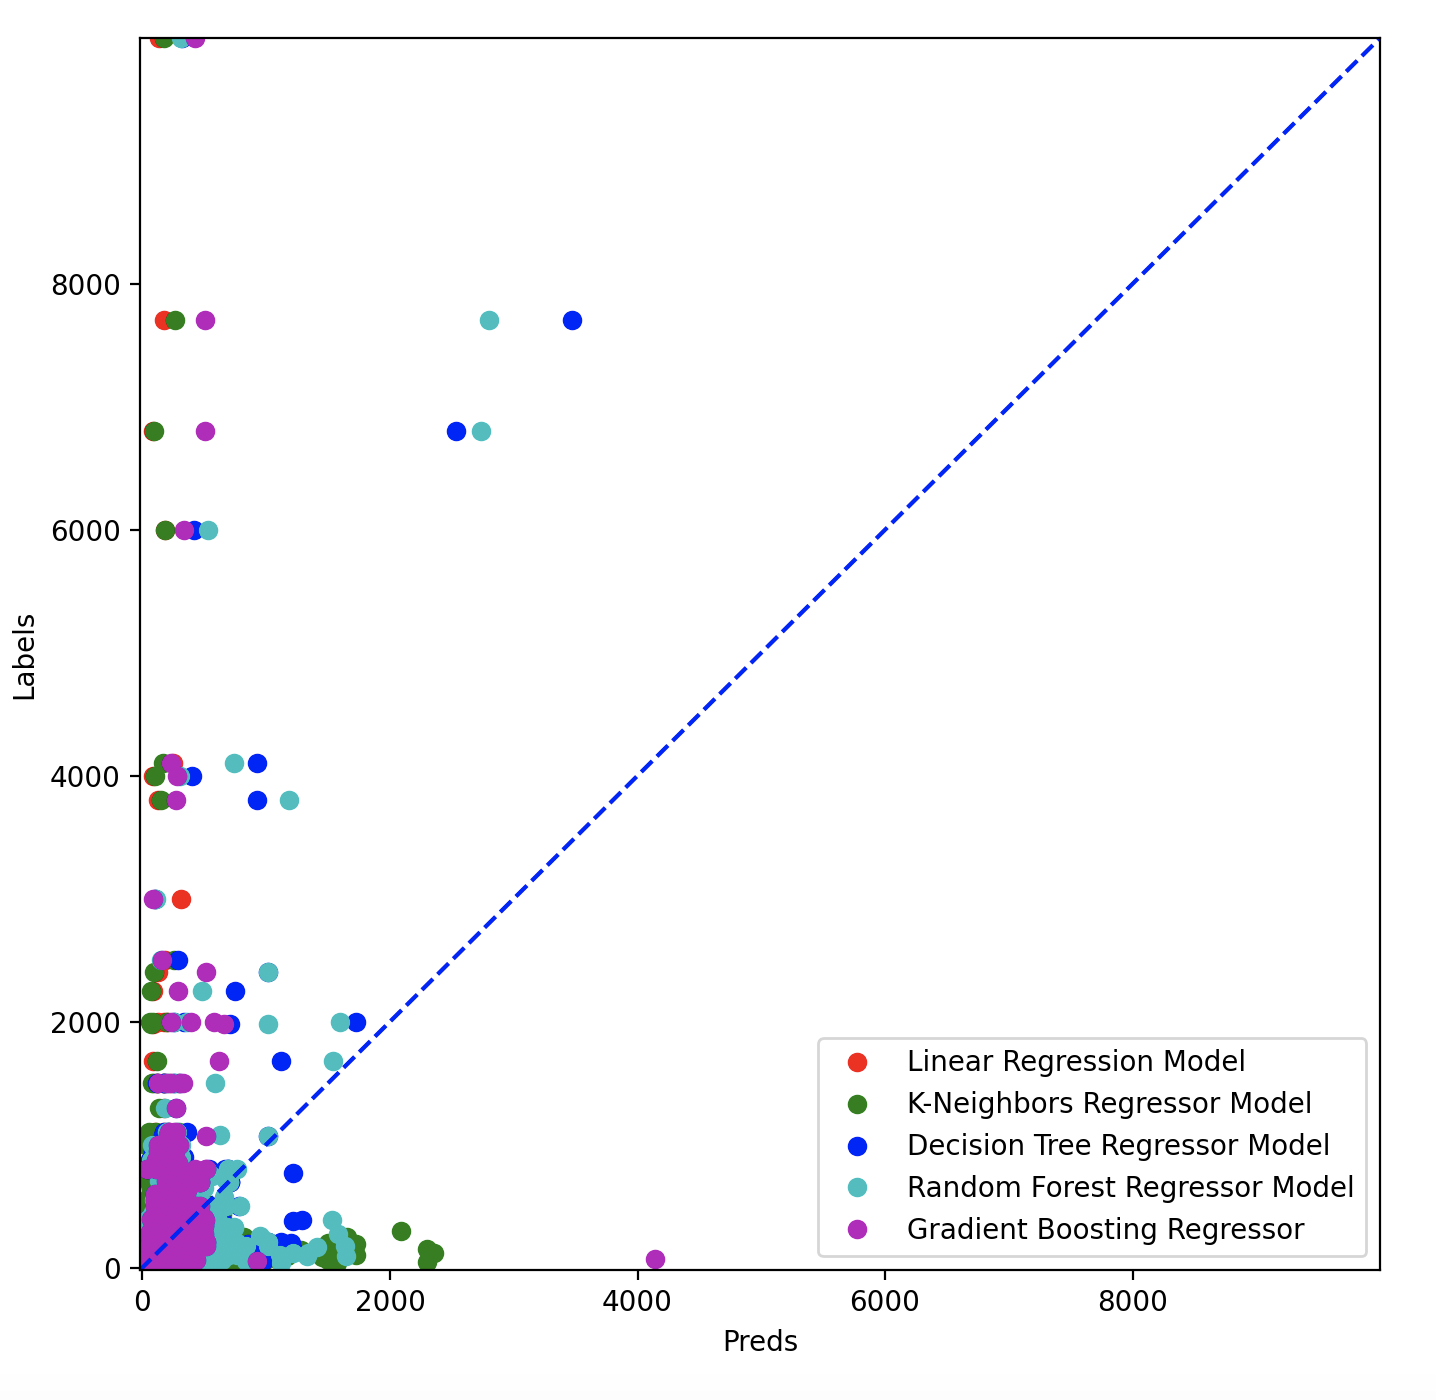 8000
6000
4000
2000
0
Labels
0 2000 4000 6000 8000
Preds
Linear Regression Model
K-Neighbors Regressor Model
Decision Tree Regressor Model
Random Forest Regressor Model
Gradient Boosting Regressor